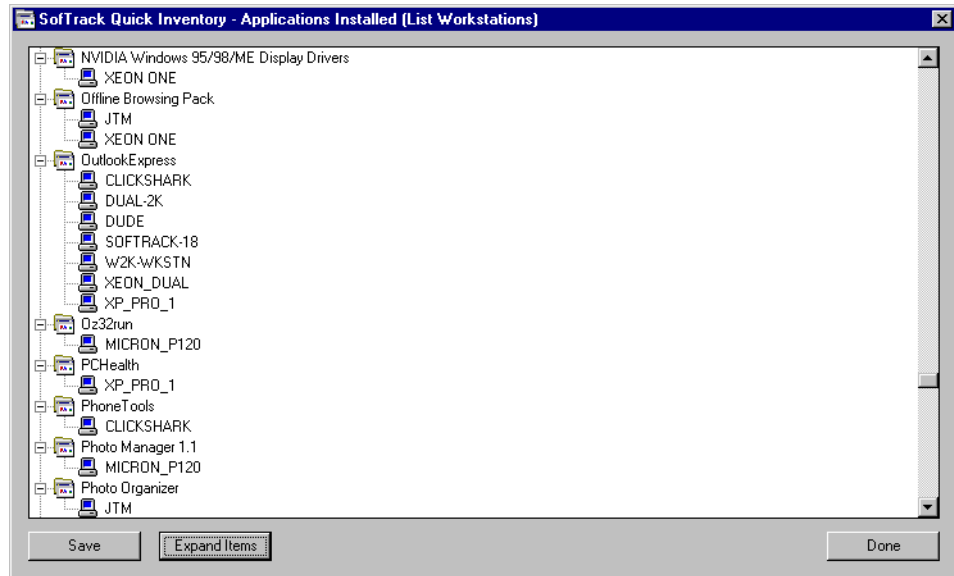 SofTrack Quick Inventory - Applications Installed (List Workstations)
NVIDIA Windows 95/98/ME Display Drivers
XEON ONE
Offline Browsing Pack
JTM
XEON ONE
OutlookExpress
CLICKSHARK
DUAL-2K
DUDE
SOFTRACK-18
W2K-WKSTN
XEON_DUAL
XP_PRO_1
Oz32run
MICRON_P120
PCHealth
XP_PRO_1
PhoneTools
CLICKSHARK
Photo Manager 1.1
MICRON_P120
Photo Organizer
JTM
Save Expand Items Done